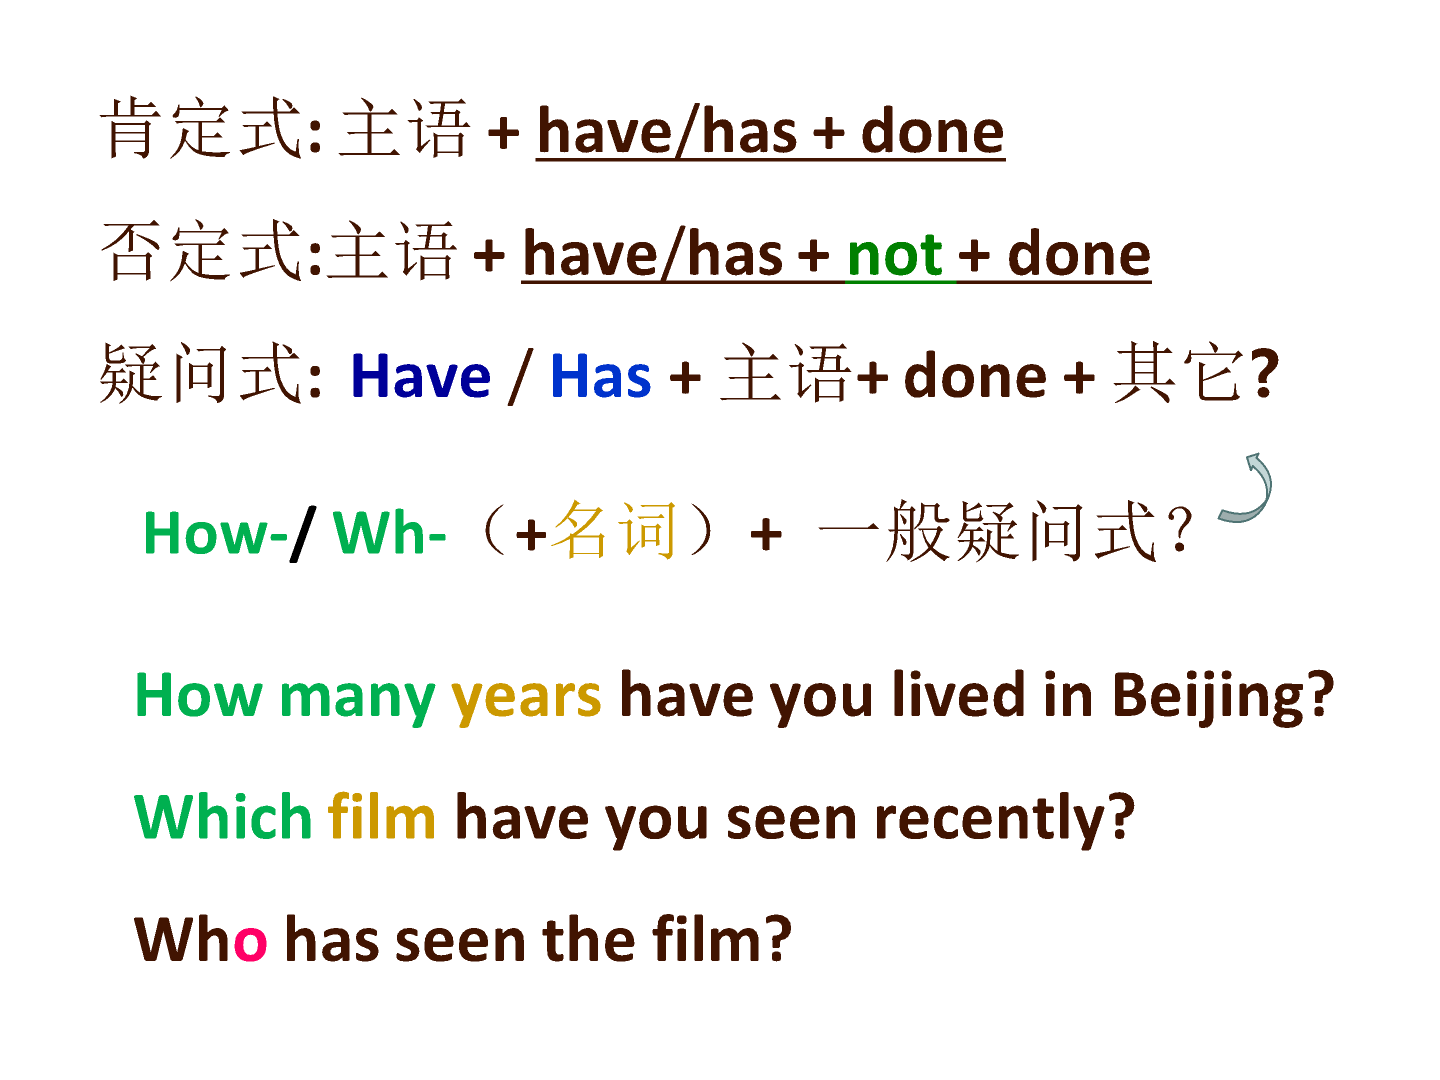 肯定式: 主语 + have/has + done
否定式:主语 + have/has + not + done
疑问式: Have / Has + 主语+ done + 其它?
How-/ Wh-（+名词）+ 一般疑问式?
How many years have you lived in Beijing?
Which film have you seen recently?
Who has seen the film?